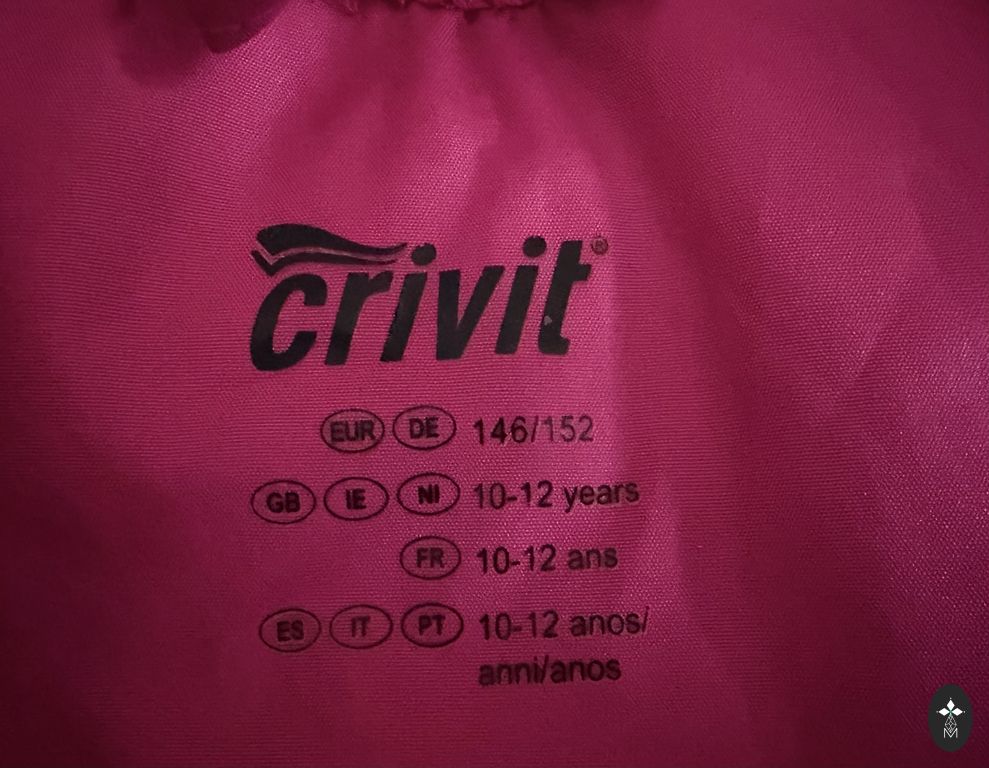 crivit®
EUR DE 146/152
GB IE NI 10-12 years
FR 10-12 ans
ES IT PT 10-12 anos/
anni/anos
M